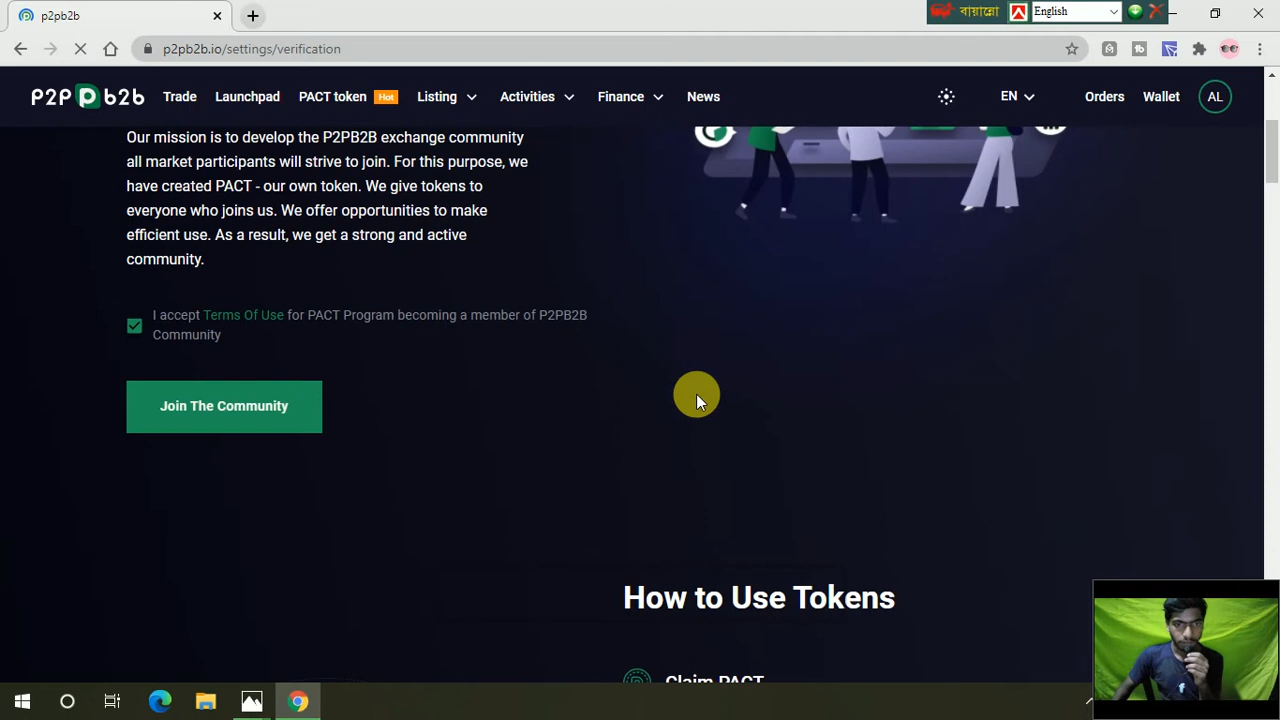 p2pb2b
বায়ান্নো
English
p2pb2b.io/settings/verification
P2P b2b
Trade
Launchpad
PACT token
Hot
Listing
Activities
Finance
News
EN
Orders
Wallet
AL
Our mission is to develop the P2PB2B exchange community
all market participants will strive to join. For this purpose, we
have created PACT - our own token. We give tokens to
everyone who joins us. We offer opportunities to make
efficient use. As a result, we get a strong and active
community.
I accept Terms Of Use for PACT Program becoming a member of P2PB2B
Community
Join The Community
How to Use Tokens
Claim PACT